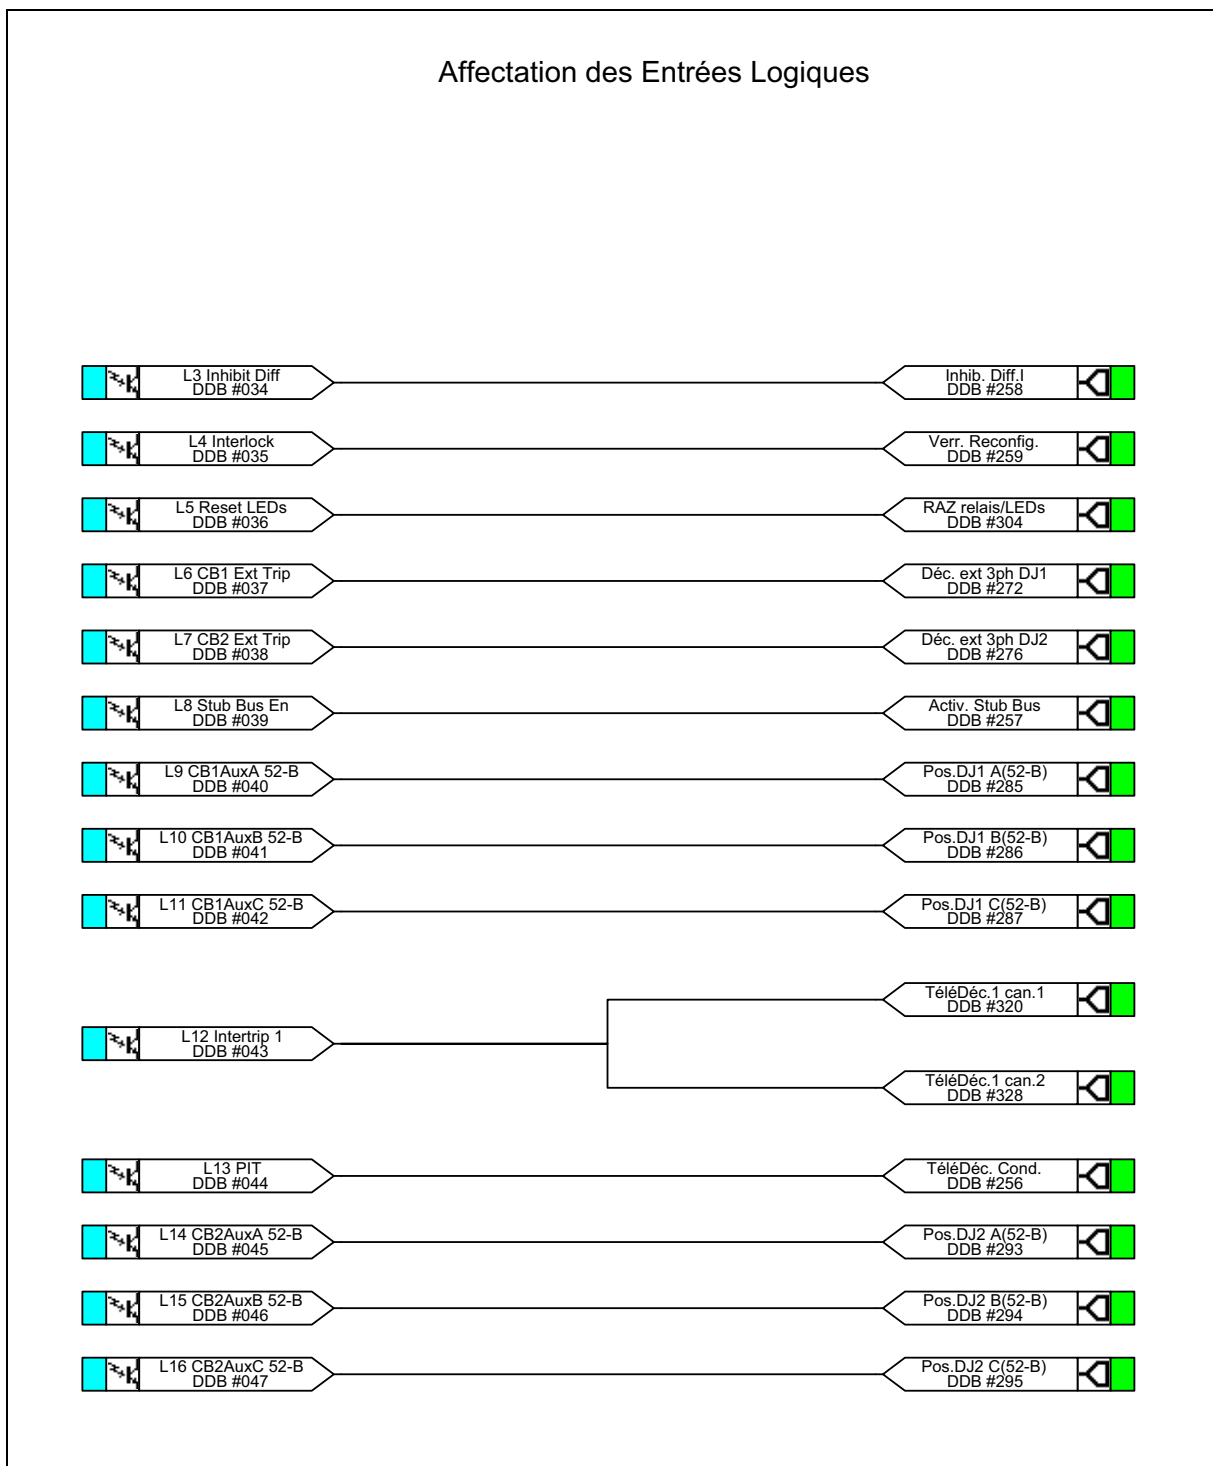 Affectation des Entrées Logiques
L3 Inhibit Diff
DDB #034
Inhib. Diff.I
DDB #258
L4 Interlock
DDB #035
Verr. Reconfig.
DDB #259
L5 Reset LEDs
DDB #036
RAZ relais/LEDs
DDB #304
L6 CB1 Ext Trip
DDB #037
Déc. ext 3ph DJ1
DDB #272
L7 CB2 Ext Trip
DDB #038
Déc. ext 3ph DJ2
DDB #276
L8 Stub Bus En
DDB #039
Activ. Stub Bus
DDB #257
L9 CB1AuxA 52-B
DDB #040
Pos.DJ1 A(52-B)
DDB #285
L10 CB1AuxB 52-B
DDB #041
Pos.DJ1 B(52-B)
DDB #286
L11 CB1AuxC 52-B
DDB #042
Pos.DJ1 C(52-B)
DDB #287
L12 Intertrip 1
DDB #043
TéléDéc.1 can.1
DDB #320
TéléDéc.1 can.2
DDB #328
L13 PIT
DDB #044
TéléDéc. Cond.
DDB #256
L14 CB2AuxA 52-B
DDB #045
Pos.DJ2 A(52-B)
DDB #293
L15 CB2AuxB 52-B
DDB #046
Pos.DJ2 B(52-B)
DDB #294
L16 CB2AuxC 52-B
DDB #047
Pos.DJ2 C(52-B)
DDB #295